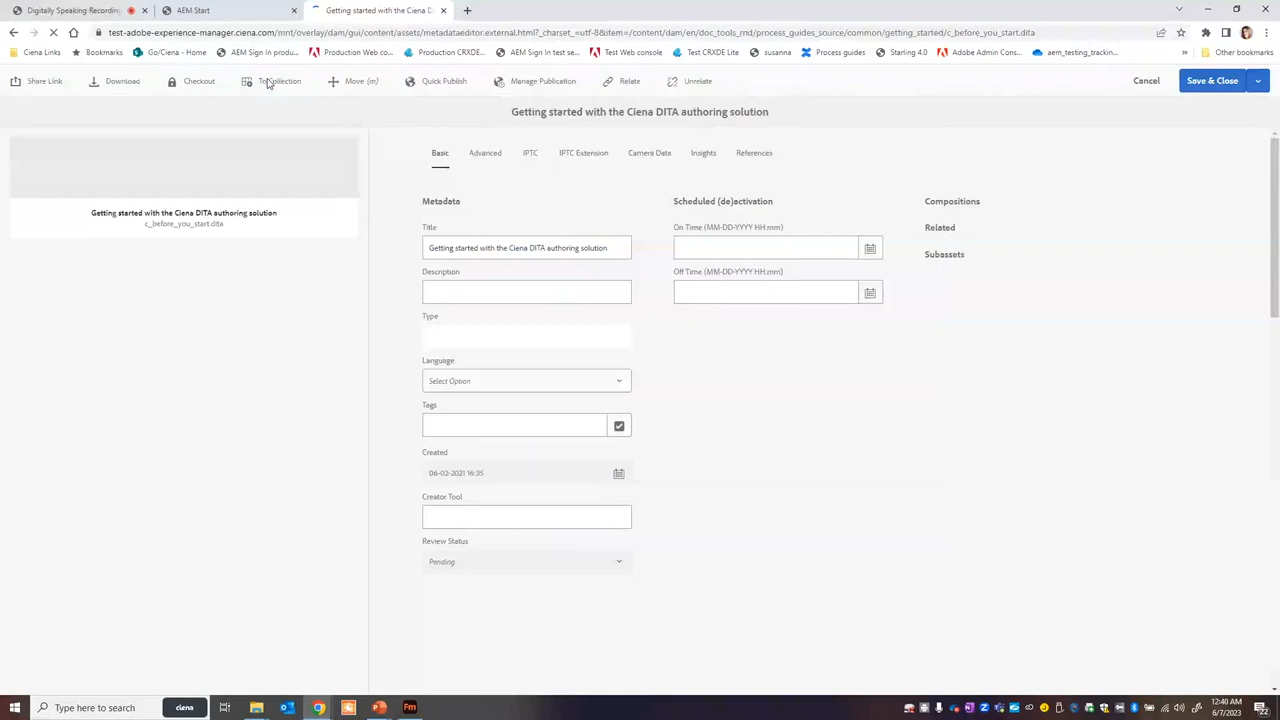 Digitally Speaking Recording
AEM Start
Getting started with the Ciena D
test-adobe-experience-manager.ciena.com/mnt/overlay/dam/gui/content/assets/metadataeditor.external.html?_charset_=utf-8&item=/content/dam/en/doc_tools_rnd/process_guides_source/common/getting_started/c_before_you_start.dita
Ciena Links
Bookmarks
Go/Ciena - Home
AEM Sign In produ...
Production Web co...
Production CRXDE...
AEM Sign in test se...
Test Web console
Test CRXDE Lite
susanna
Process guides
Starling 4.0
Adobe Admin Cons...
aem_testing_trackin...
»
Other bookmarks
Share Link
Download
Checkout
To Collection
Move (m)
Quick Publish
Manage Publication
Relate
Unrelate
Cancel
Save & Close
Getting started with the Ciena DITA authoring solution
Getting started with the Ciena DITA authoring solution
c_before_you_start.dita
Basic
Advanced
IPTC
IPTC Extension
Camera Data
Insights
References
Metadata
Title
Getting started with the Ciena DITA authoring solution
Description
Type
Language
Select Option
Tags
Created
06-02-2021 16:35
Creator Tool
Review Status
Pending
Scheduled (de)activation
On Time (MM-DD-YYYY HH:mm)
Off Time (MM-DD-YYYY HH:mm)
Compositions
Related
Subassets
Type here to search
ciena
Fm
12:40 AM
6/7/2023